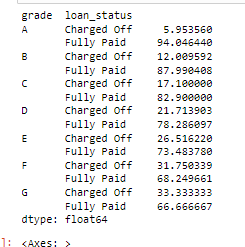 grade loan_status
A Charged Off 5.953560
Fully Paid 94.046440
B Charged Off 12.009592
Fully Paid 87.990408
C Charged Off 17.100000
Fully Paid 82.900000
D Charged Off 21.713903
Fully Paid 78.286097
E Charged Off 26.516220
Fully Paid 73.483780
F Charged Off 31.750339
Fully Paid 68.249661
G Charged Off 33.333333
Fully Paid 66.666667
dtype: float64
]: <Axes: >